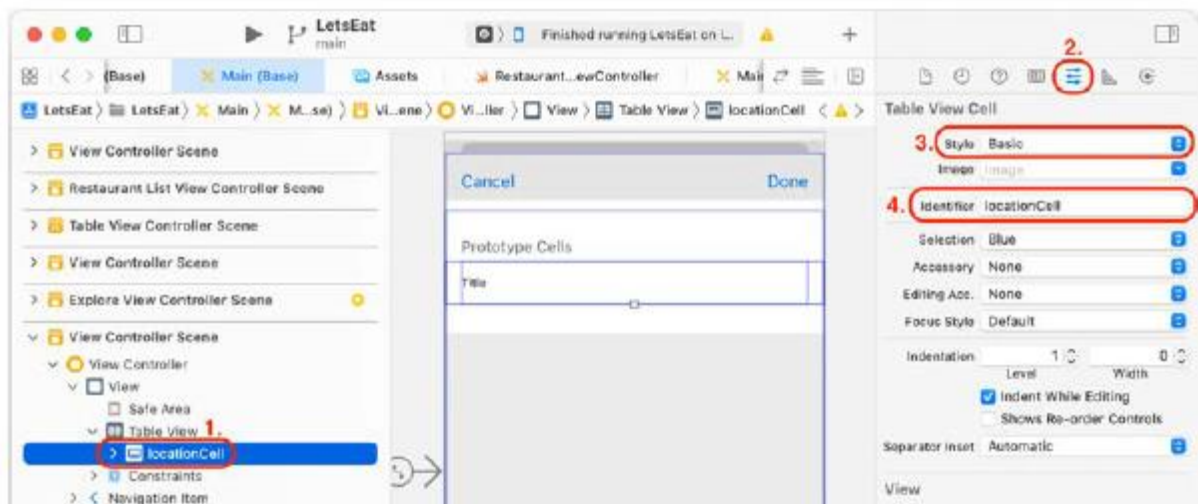 LetsEat
main
Finished running LetsEat on L...
(Base)
Main (Base)
Assets
Restaurant...ewController
Mai
LetsEat
LetsEat
Main
M...se)
Vi...ene
Vi...ller
View
Table View
locationCell
View Controller Scene
Restaurant List View Controller Scene
Table View Controller Scene
View Controller Scene
Explore View Controller Scene
View Controller Scene
View Controller
View
Safe Area
Table View
1.
locationCell
Constraints
Navigation Item
Cancel
Done
Prototype Cells
Title
2.
Table View Cell
3.
Style Basic
Image Image
4.
Identifier locationCell
Selection Blue
Accessory None
Editing Acc. None
Focus Style Default
Indentation 1 0
Level Width
Indent While Editing
Shows Re-order Controls
Separator Inset Automatic
View